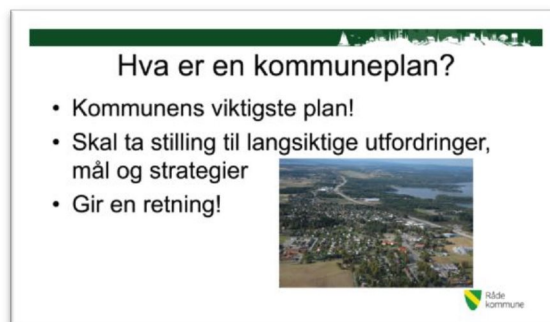 Hva er en kommuneplan?
• Kommunens viktigste plan!
• Skal ta stilling til langsiktige utfordringer,
mål og strategier
• Gir en retning!
Råde
kommune